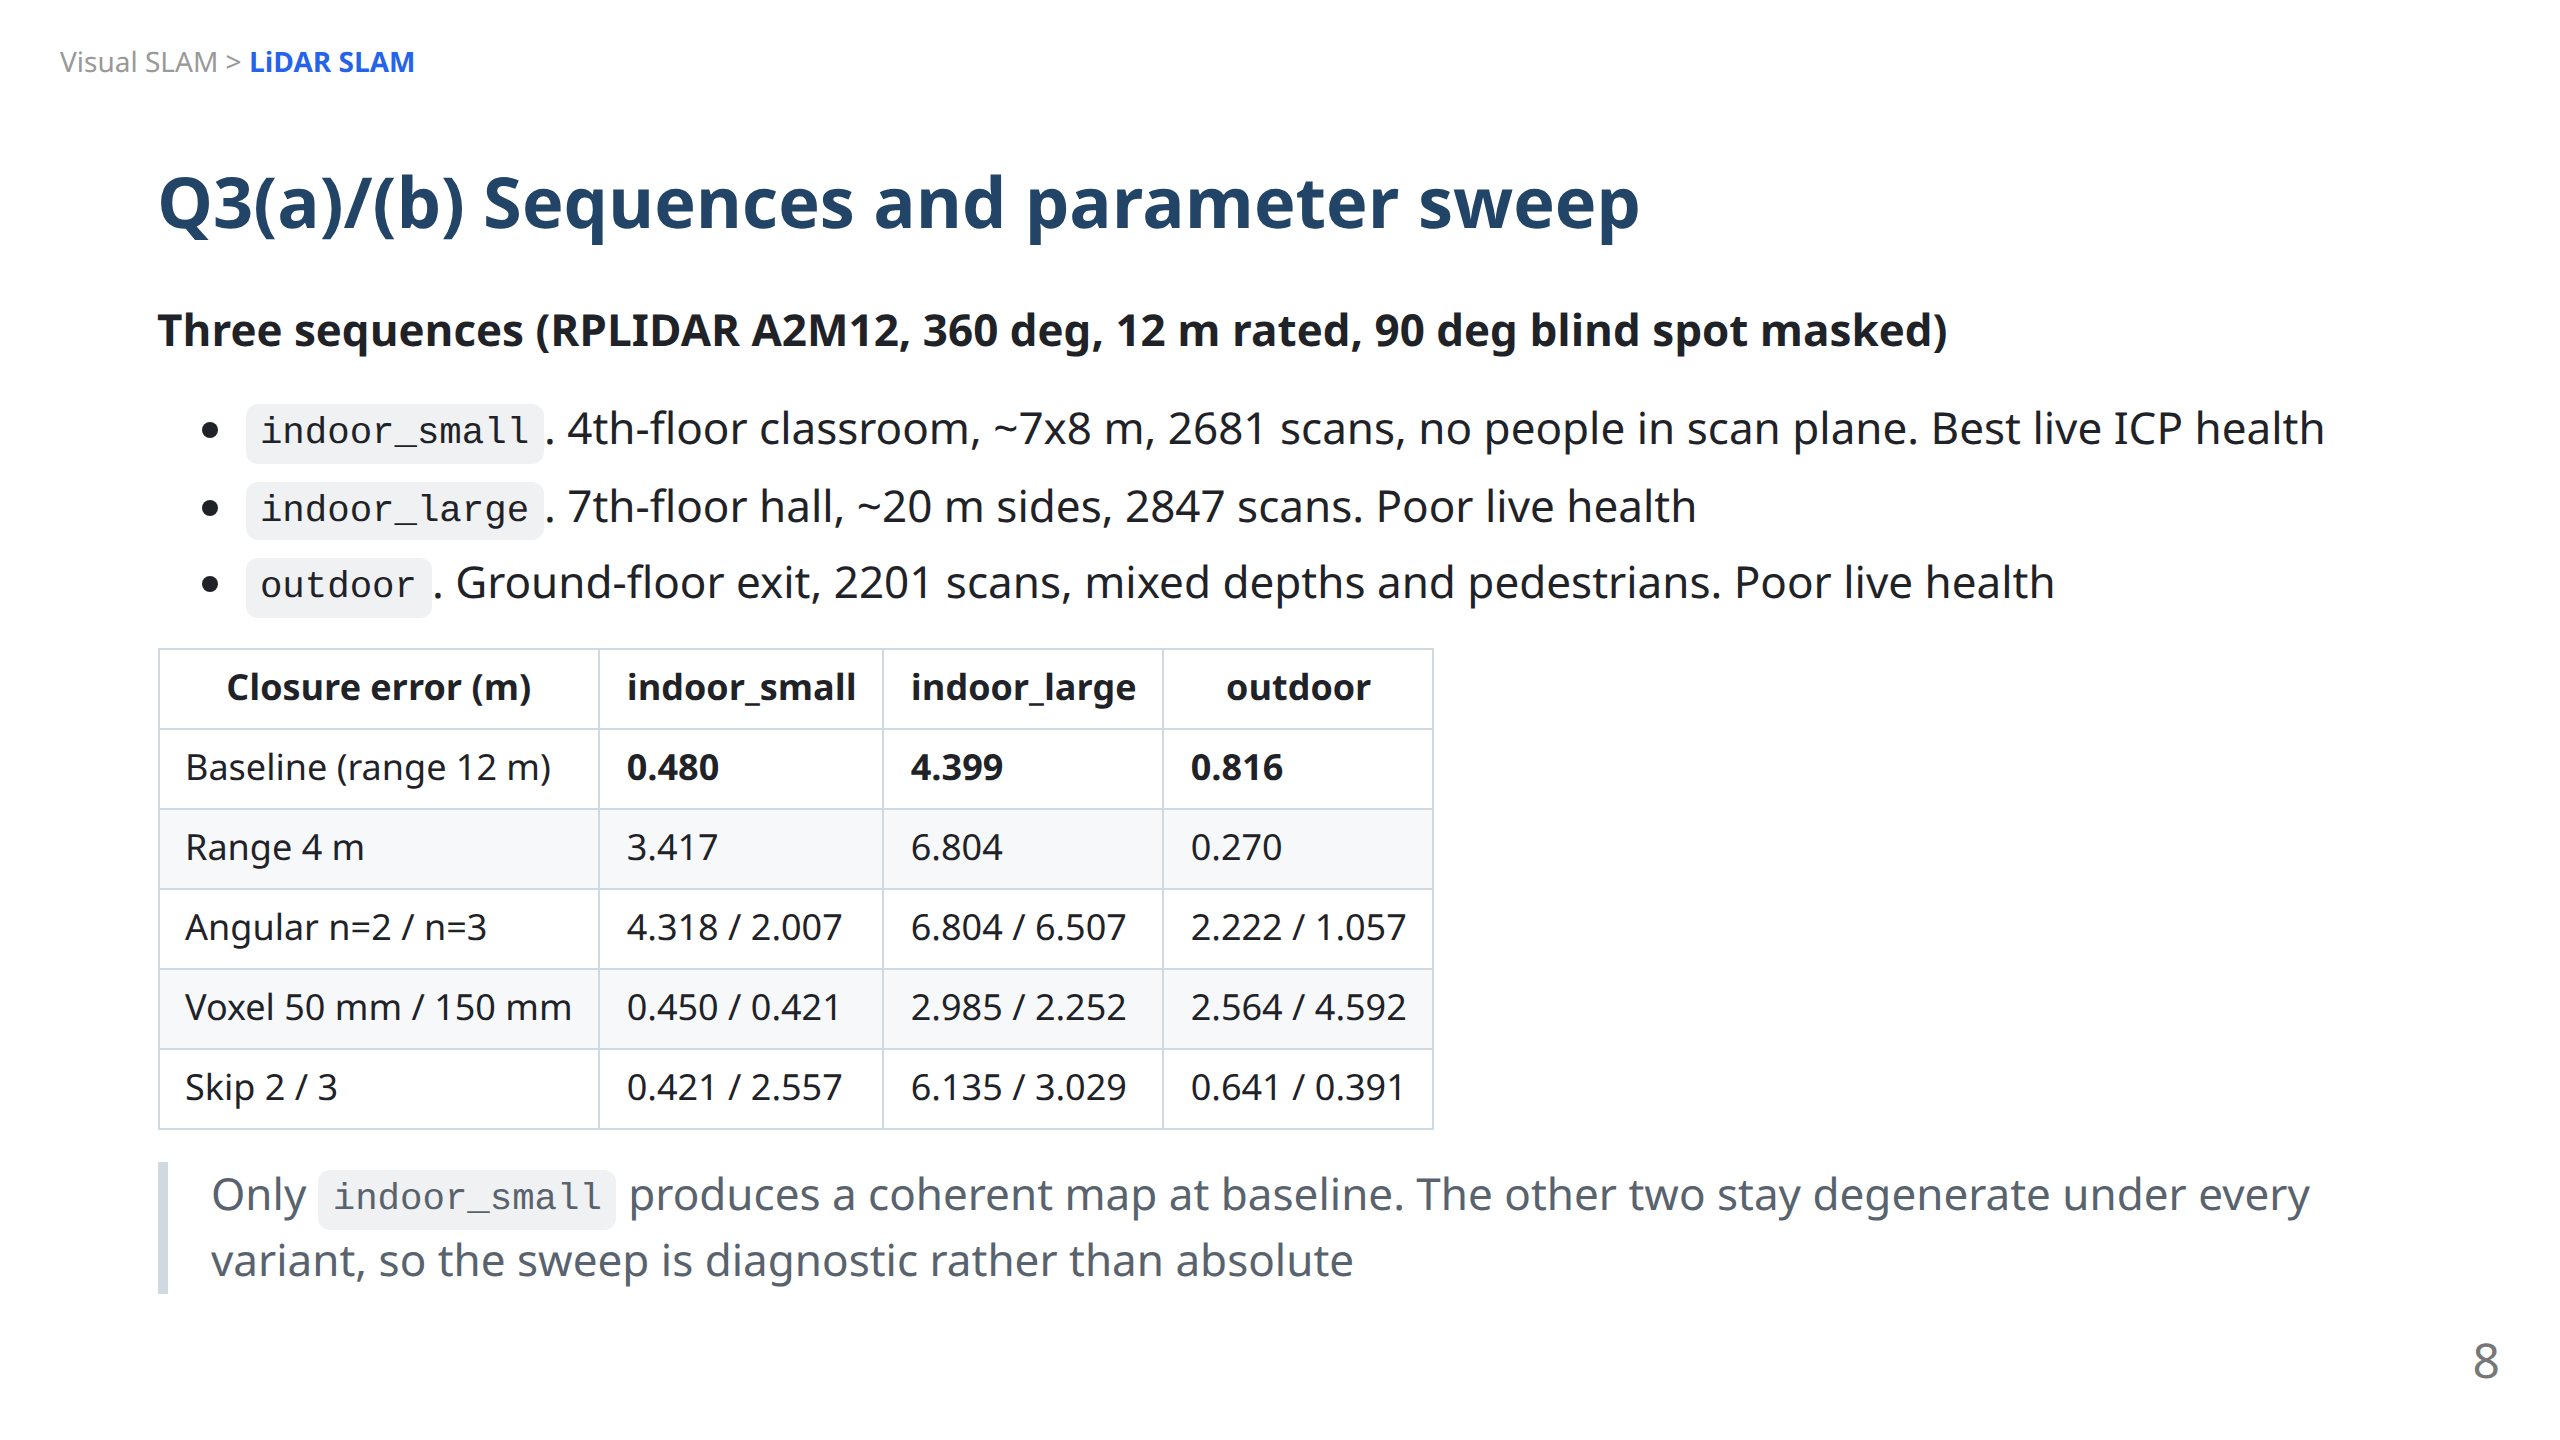 Visual SLAM > LiDAR SLAM
Q3(a)/(b) Sequences and parameter sweep
Three sequences (RPLIDAR A2M12, 360 deg, 12 m rated, 90 deg blind spot masked)
indoor_small. 4th-floor classroom, ~7x8 m, 2681 scans, no people in scan plane. Best live ICP health
indoor_large. 7th-floor hall, ~20 m sides, 2847 scans. Poor live health
outdoor. Ground-floor exit, 2201 scans, mixed depths and pedestrians. Poor live health
Closure error (m) indoor_small indoor_large outdoor
Baseline (range 12 m) 0.480 4.399 0.816
Range 4 m 3.417 6.804 0.270
Angular n=2 / n=3 4.318 / 2.007 6.804 / 6.507 2.222 / 1.057
Voxel 50 mm / 150 mm 0.450 / 0.421 2.985 / 2.252 2.564 / 4.592
Skip 2 / 3 0.421 / 2.557 6.135 / 3.029 0.641 / 0.391
Only indoor_small produces a coherent map at baseline. The other two stay degenerate under every
variant, so the sweep is diagnostic rather than absolute
8